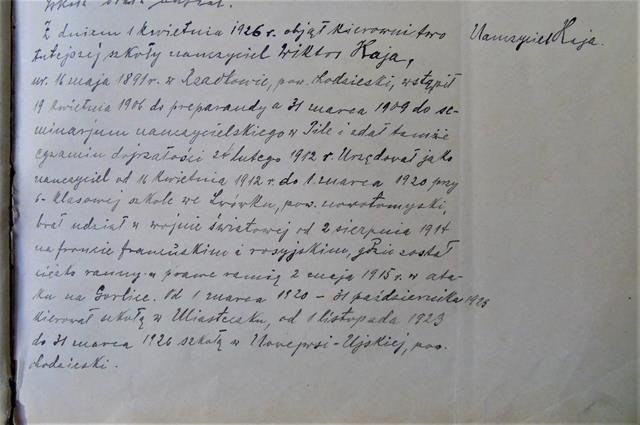 Z dniem 1 kwietnia 1926 r. objął kierownictwo
tutejszej szkoły nauczyciel Wiktor Kaja,
ur. 16 maja 1891 r. w Rzadkowie, pow. chodzieski, wstąpił
19 kwietnia 1906 do preparandy a 31 marca 1909 do se-
minarjum nauczycielskiego w Pile i zdał tamże
egzamin dojrzałości 24 lutego 1912 r. Urzędował jako
nauczyciel od 16 kwietnia 1912 r. do 1. marca 1920 przy
6-klasowej szkole we Lwówku, pow. nowotomyski,
brał udział w wojnie światowej od 2 sierpnia 1914
na froncie francuskim i rosyjskim, gdzie został
ciężko ranny w prawe ramię 2 maja 1915 r. w ata-
ku na Gorlice. Od 1 marca 1920 – 31 października 1923
kierował szkołą w Miasteczku, od 1 listopada 1923
do 31 marca 1926 szkołą w Nowejwsi-Ujskiej, pow.
chodzieski.
Nauczyciel Kaja.